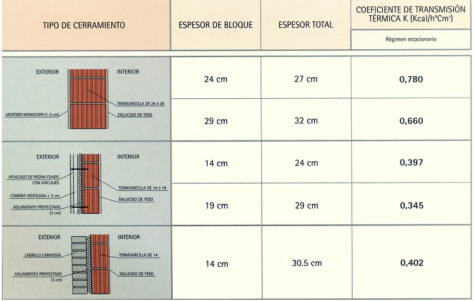 TIPO DE CERRAMIENTO
ESPESOR DE BLOQUE
ESPESOR TOTAL
COEFICIENTE DE TRANSMISIÓN
TÉRMICA K (Kcal/hºCm²)
Régimen estacionario
EXTERIOR
INTERIOR
TERMOARCILLA DE 24 ó 29
MORTERO MONOCAPA (1-2 cm)
ENLUCIDO DE YESO
24 cm
27 cm
0,780
29 cm
32 cm
0,660
EXTERIOR
INTERIOR
APLACADO DE PIEDRA FIJADO
CON ANCLAJES
TERMOARCILLA DE 14 ó 19
CAMARA VENTILADA > 3 cm
ENLUCIDO DE YESO
AISLAMIENTO PROYECTADO
(3 cm)
14 cm
24 cm
0,397
19 cm
29 cm
0,345
EXTERIOR
INTERIOR
LADRILLO CARAVISTA
TERMOARCILLA DE 14
AISLAMIENTO PROYECTADO
(3 cm)
ENLUCIDO DE YESO
14 cm
30.5 cm
0,402